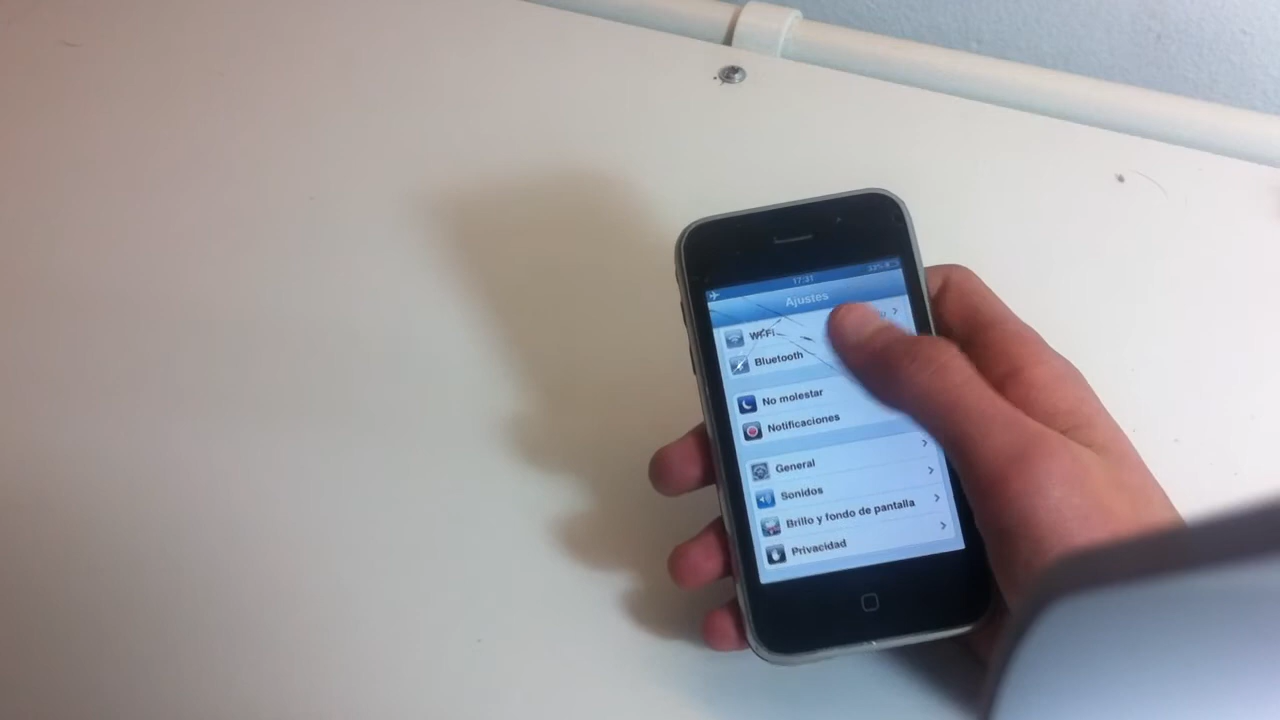 17:31
Ajustes
Wi-Fi
Bluetooth
No molestar
Notificaciones
General
Sonidos
Brillo y fondo de pantalla
Privacidad